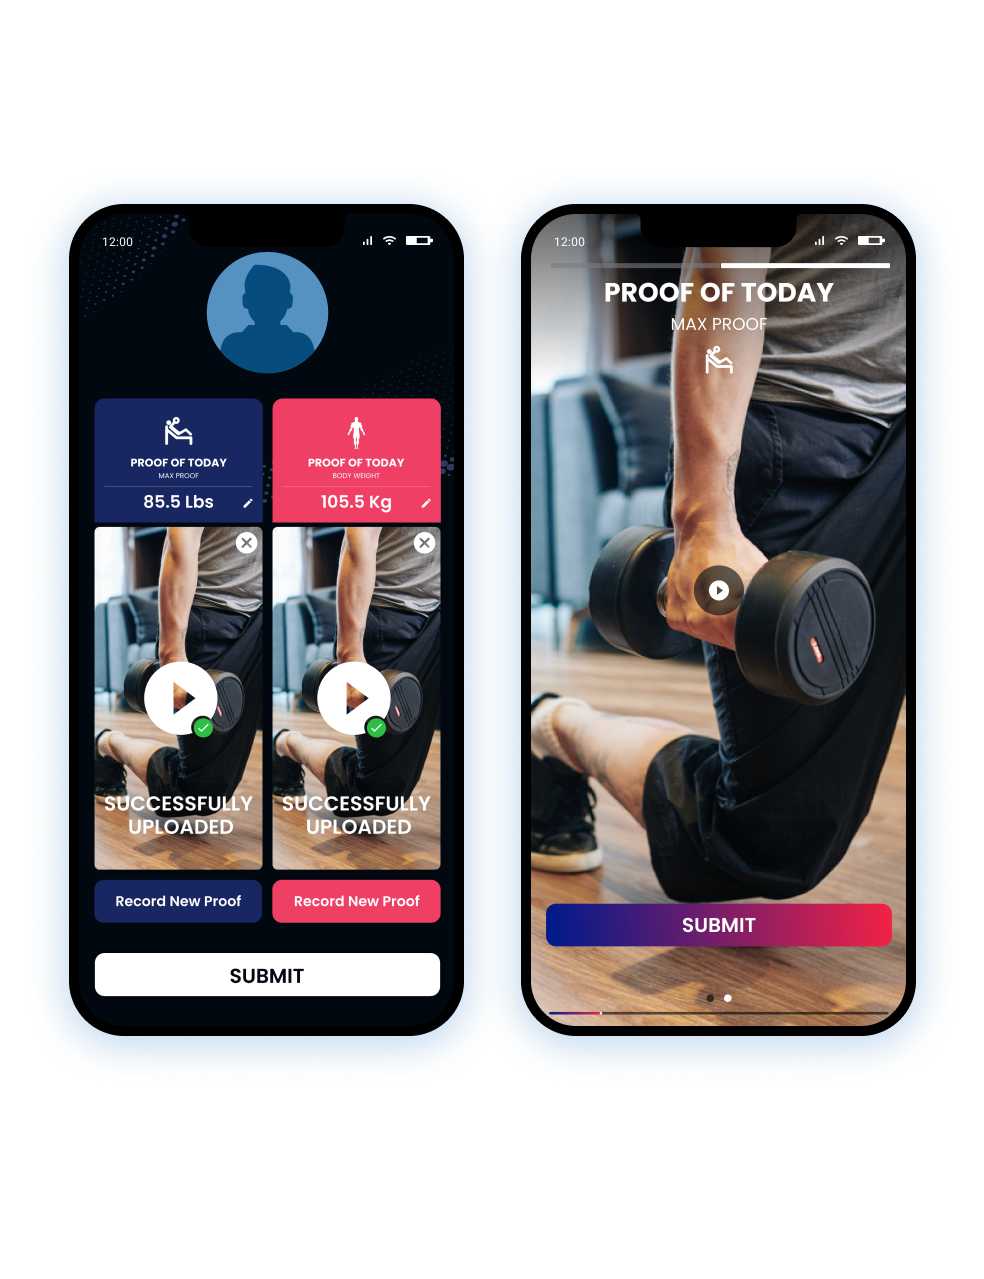 12:00
PROOF OF TODAY
MAX PROOF
85.5 Lbs
PROOF OF TODAY
BODY WEIGHT
105.5 Kg
SUCCESSFULLY
UPLOADED
SUCCESSFULLY
UPLOADED
Record New Proof
Record New Proof
SUBMIT
12:00
PROOF OF TODAY
MAX PROOF
SUBMIT